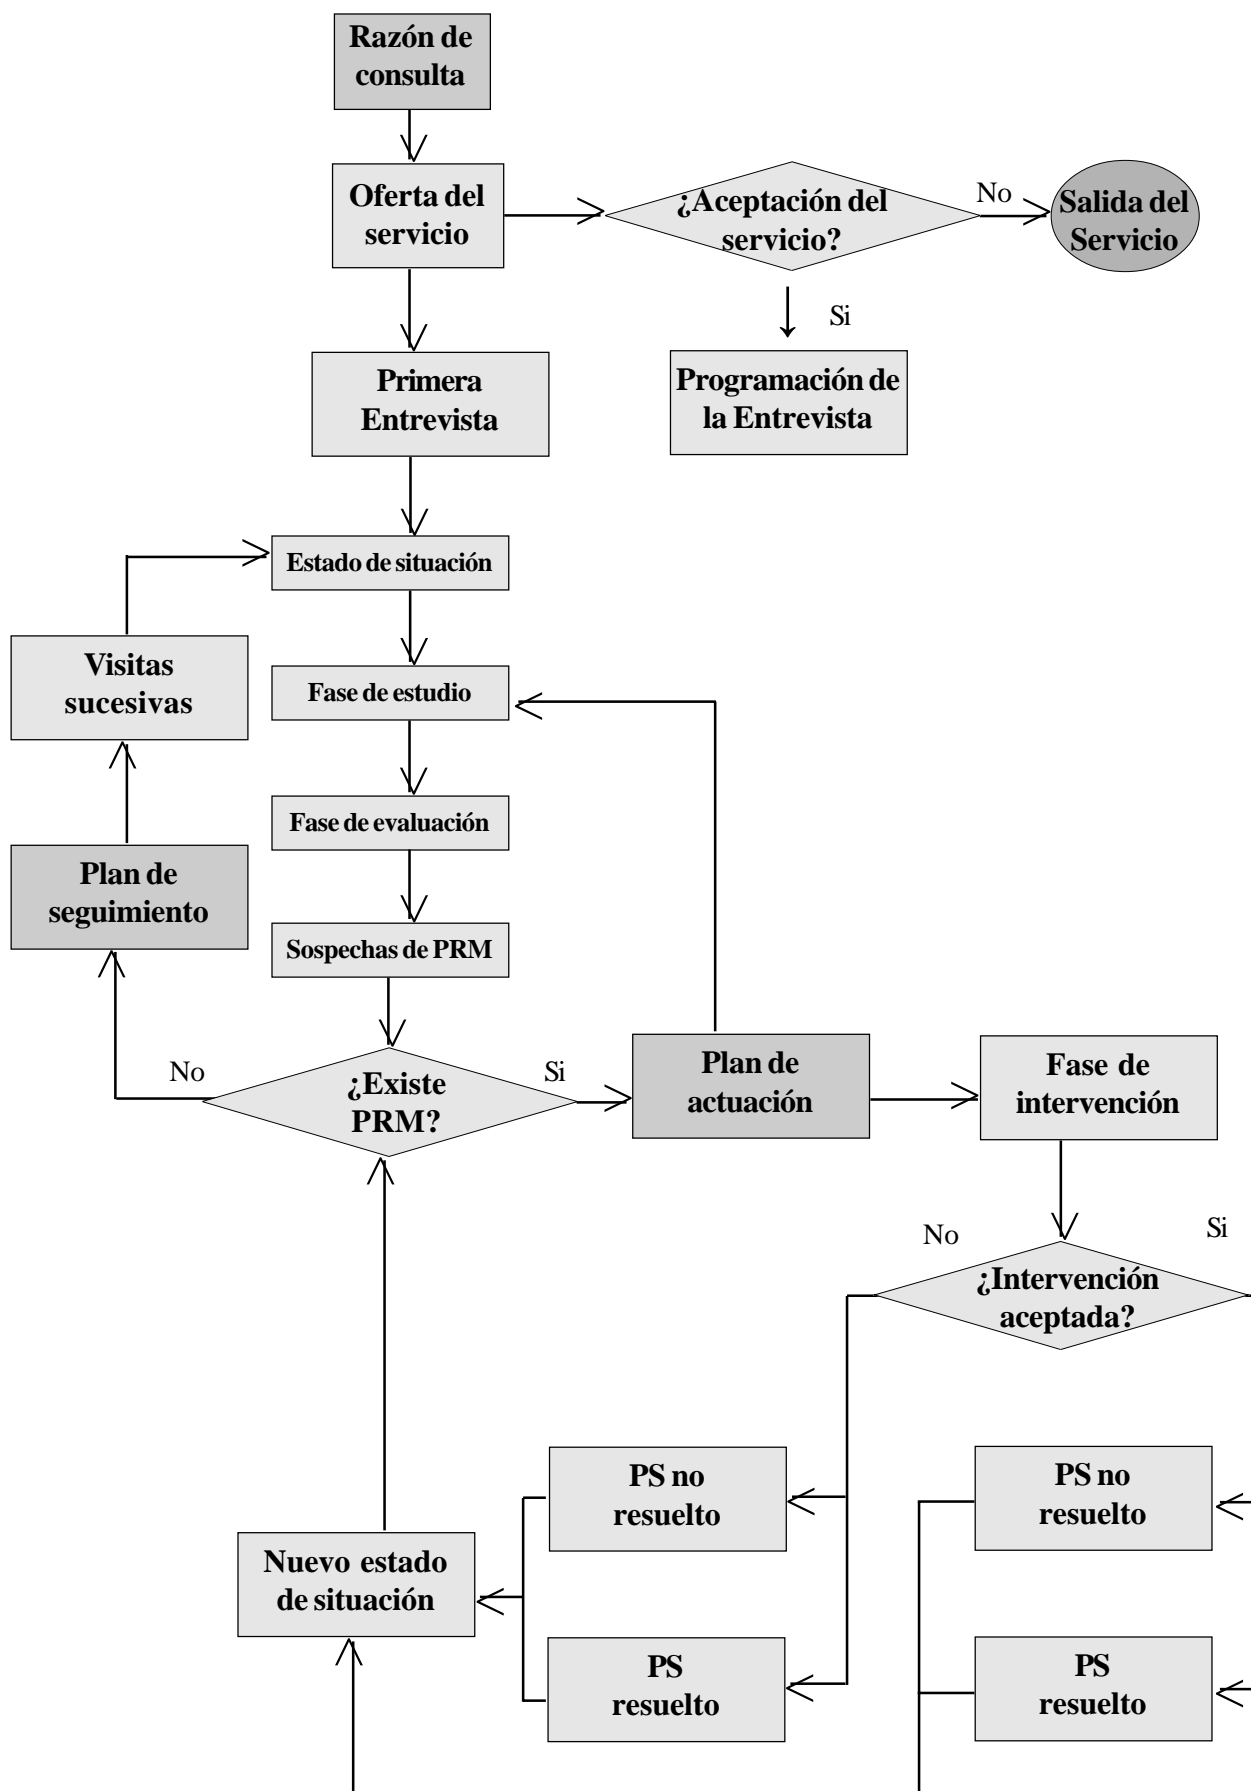 Razón de
consulta
Oferta del
servicio
¿Aceptación del
servicio?
No
Salida del
Servicio
Si
Primera
Entrevista
Programación de
la Entrevista
Estado de situación
Visitas
sucesivas
Fase de estudio
Fase de evaluación
Plan de
seguimiento
Sospechas de PRM
No
¿Existe
PRM?
Si
Plan de
actuación
Fase de
intervención
No
Si
¿Intervención
aceptada?
PS no
resuelto
PS no
resuelto
Nuevo estado
de situación
PS
resuelto
PS
resuelto